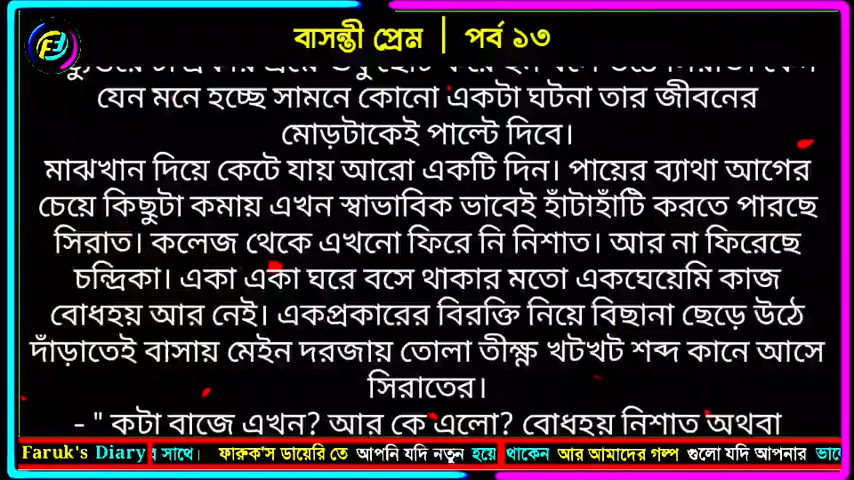 বাসন্তী প্রেম | পর্ব ১৩
যেন মনে হচ্ছে সামনে কোনো একটা ঘটনা তার জীবনের
মোড়টাকেই পাল্টে দিবে।
মাঝখান দিয়ে কেটে যায় আরো একটি দিন। পায়ের ব্যাথা আগের
চেয়ে কিছুটা কমায় এখন স্বাভাবিক ভাবেই হাঁটাহাঁটি করতে পারছে
সিরাত। কলেজ থেকে এখনো ফিরে নি নিশাত। আর না ফিরেছে
চন্দ্রিকা। একা একা ঘরে বসে থাকার মতো একঘেয়েমি কাজ
বোধহয় আর নেই। একপ্রকারের বিরক্তি নিয়ে বিছানা ছেড়ে উঠে
দাঁড়াতেই বাসায় মেইন দরজায় তোলা তীক্ষ্ণ খটখট শব্দ কানে আসে
সিরাতের।
- " কটা বাজে এখন? আর কে এলো? বোধহয় নিশাত অথবা
Faruk's Diary র সাথে। ফারুক'স ডায়েরি তে আপনি যদি নতুন হয়ে থাকেন আর আমাদের গল্প গুলো যদি আপনার